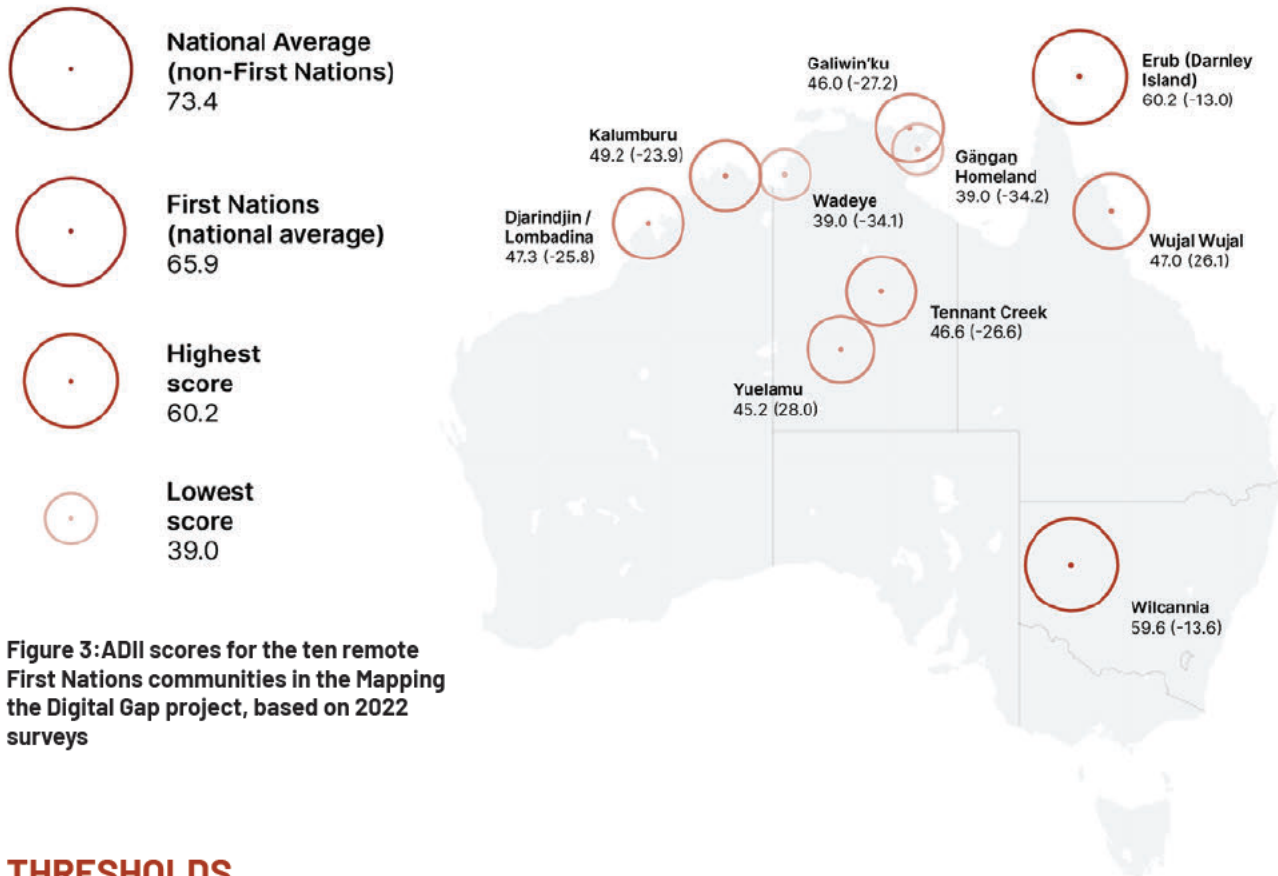 National Average
(non-First Nations)
73.4
First Nations
(national average)
65.9
Highest
score
60.2
Lowest
score
39.0
Galiwin'ku
46.0 (-27.2)
Erub (Darnley
Island)
60.2 (-13.0)
Kalumburu
49.2 (-23.9)
Gäṉgaṉ
Homeland
39.0 (-34.2)
Wadeye
39.0 (-34.1)
Djarindjin /
Lombadina
47.3 (-25.8)
Wujal Wujal
47.0 (26.1)
Tennant Creek
46.6 (-26.6)
Yuelamu
45.2 (28.0)
Wilcannia
59.6 (-13.6)
Figure 3:ADII scores for the ten remote
First Nations communities in the Mapping
the Digital Gap project, based on 2022
surveys
THRESHOLDS